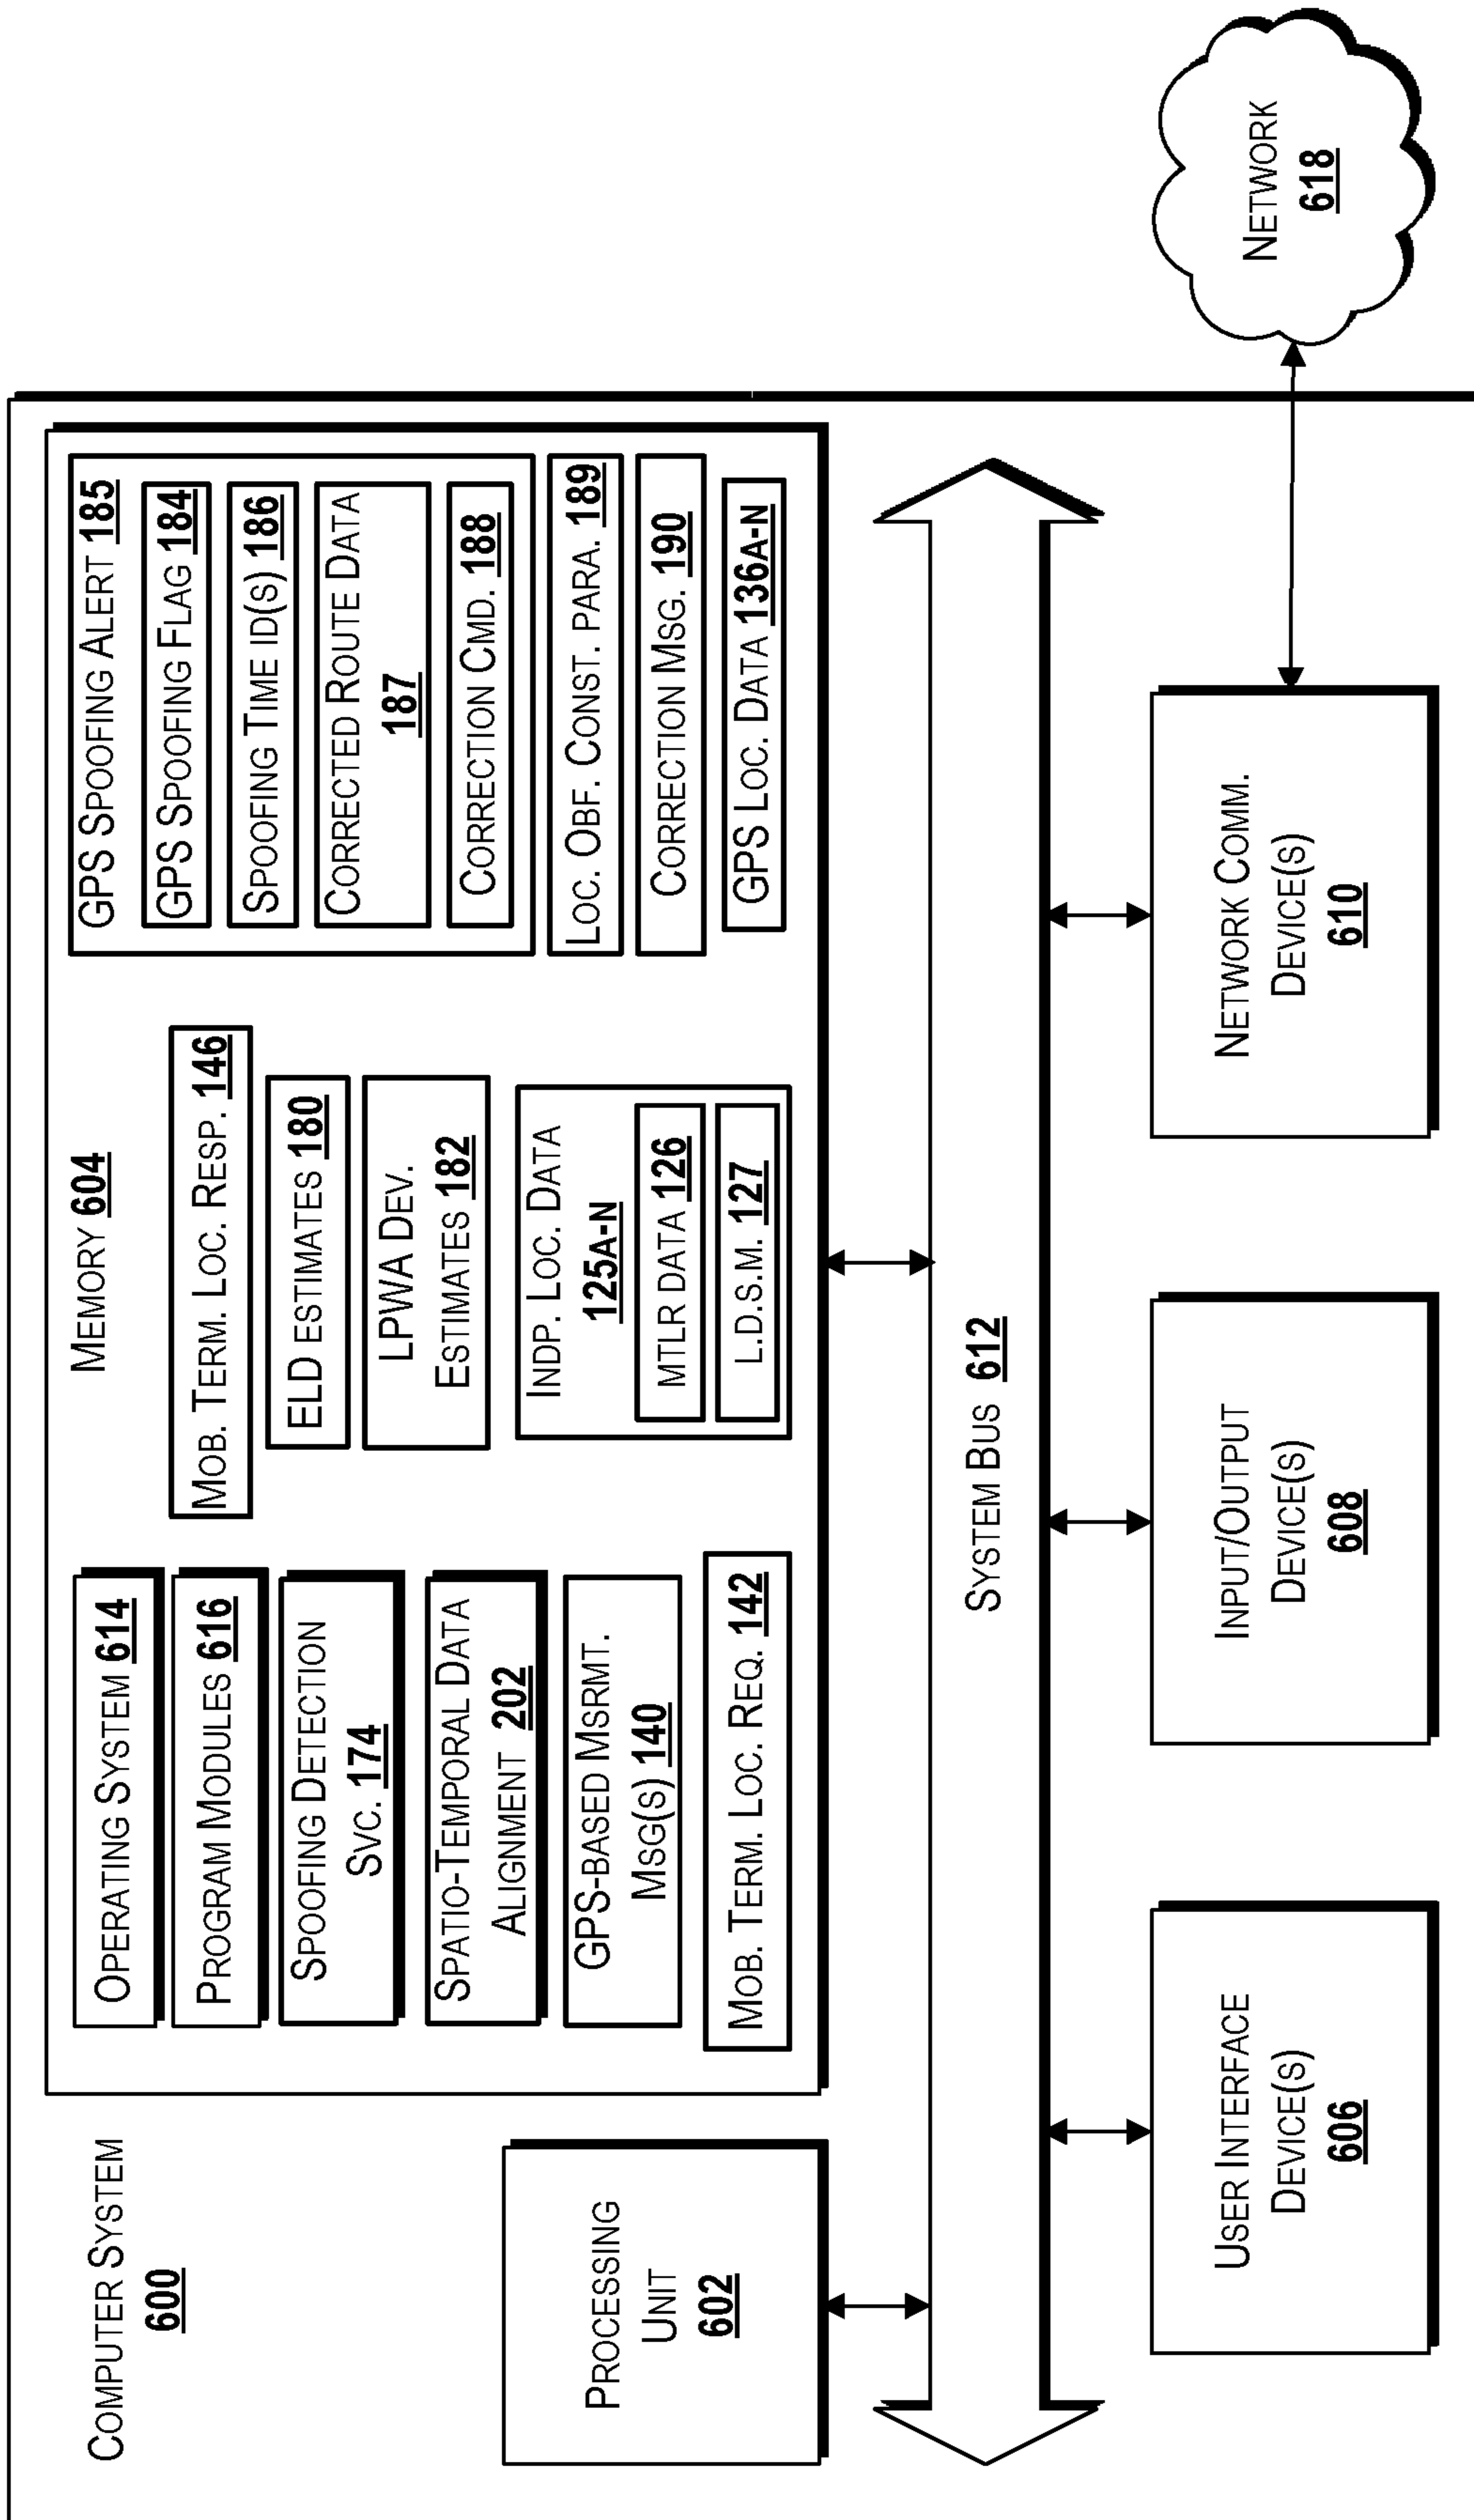 COMPUTER SYSTEM
600
PROCESSING
UNIT
602
MEMORY 604
OPERATING SYSTEM 614
PROGRAM MODULES 616
SPOOFING DETECTION
SVC. 174
SPATIO-TEMPORAL DATA
ALIGNMENT 202
GPS-BASED MSRMT.
MSG(S) 140
MOB. TERM. LOC. REQ. 142
MOB. TERM. LOC. RESP. 146
ELD ESTIMATES 180
LPWA DEV.
ESTIMATES 182
INDP. LOC. DATA
125A-N
MTLR DATA 126
L.D.S.M. 127
GPS SPOOFING ALERT 185
GPS SPOOFING FLAG 184
SPOOFING TIME ID(S) 186
CORRECTED ROUTE DATA
187
CORRECTION CMD. 188
LOC. OBF. CONST. PARA. 189
CORRECTION MSG. 190
GPS LOC. DATA 136A-N
SYSTEM BUS 612
USER INTERFACE
DEVICE(S)
606
INPUT/OUTPUT
DEVICE(S)
608
NETWORK COMM.
DEVICE(S)
610
NETWORK
618